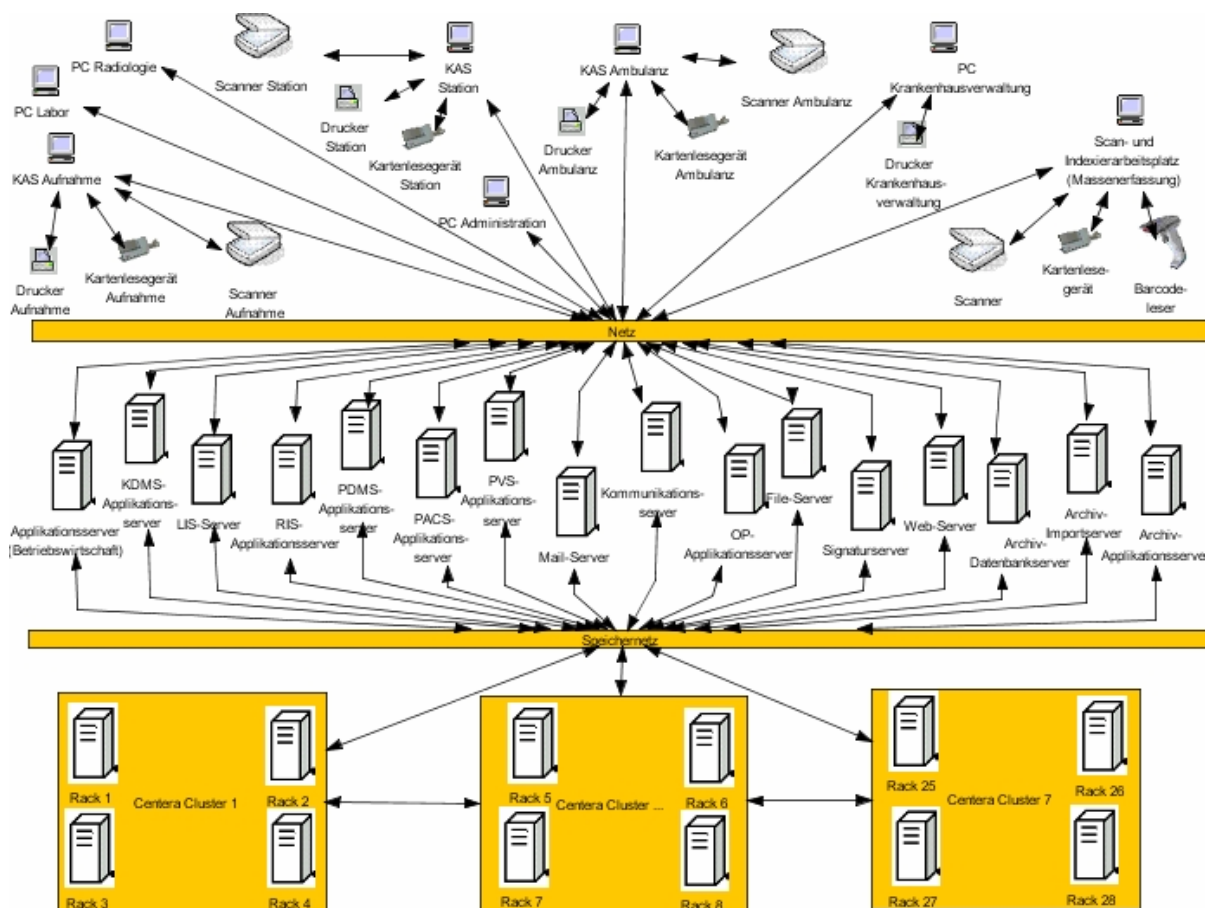 PC Radiologie
Scanner Station
KAS
Station
KAS Ambulanz
Scanner Ambulanz
PC
Krankenhausverwaltung
PC Labor
Drucker
Station
Kartenlesegerät
Station
Drucker
Ambulanz
Kartenlesegerät
Ambulanz
Drucker
Krankenhaus-
verwaltung
Scan- und
Indexierarbeitsplatz
(Massenerfassung)
KAS Aufnahme
PC Administration
Drucker
Aufnahme
Kartenlesegerät
Aufnahme
Scanner
Aufnahme
Scanner
Kartenlese-
gerät
Barcode-
leser
Netz
Applikationsserver
(Betriebswirtschaft)
KDMS-
Applikations-
server
LIS-Server
RIS-
Applikationsserver
PDMS-
Applikations-
server
PACS-
Applikations-
server
PVS-
Applikations-
server
Mail-Server
Kommunikations-
server
OP-
Applikationsserver
File-Server
Signaturserver
Web-Server
Archiv-
Datenbankserver
Archiv-
Importserver
Archiv-
Applikationsserver
Speichernetz
Rack 1
Centera Cluster 1
Rack 2
Rack 3
Rack 4
Rack 5
Centera Cluster ...
Rack 6
Rack 7
Rack 8
Rack 25
Centera Cluster 7
Rack 26
Rack 27
Rack 28